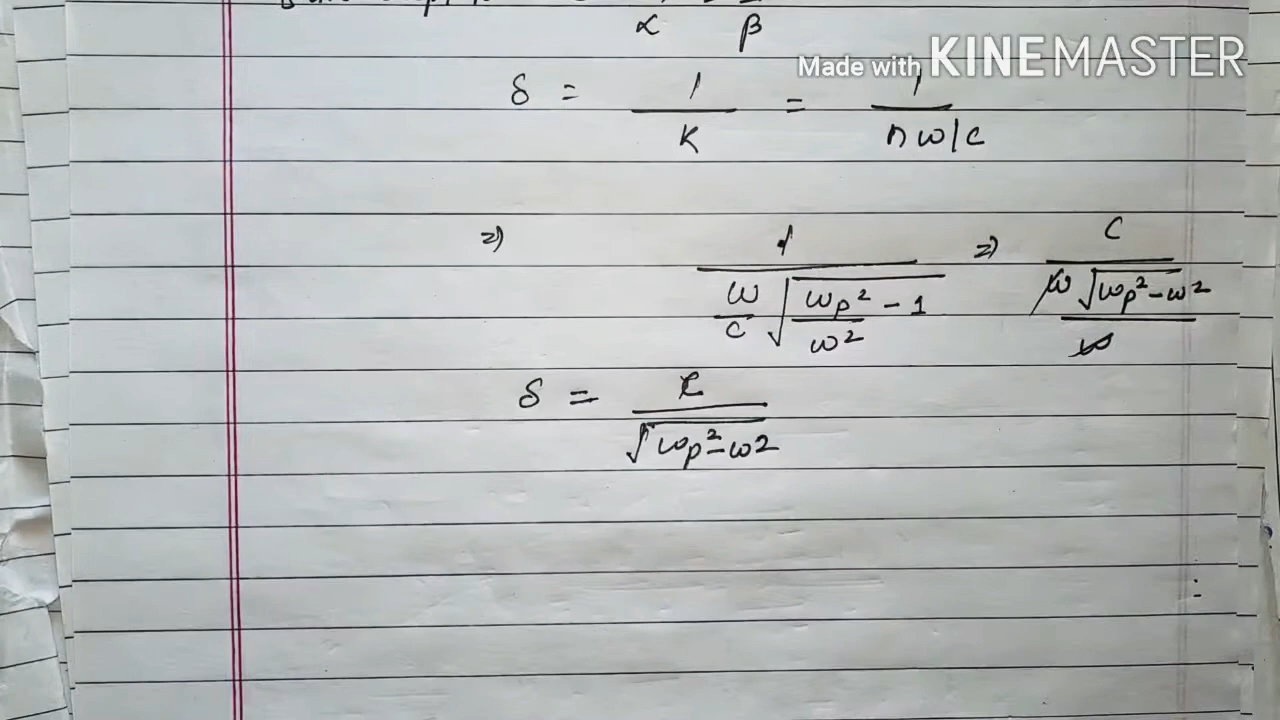 α β
Made with KINEMASTER
δ = 1/K = 1/(nω/c)
=) 1/((ω/c)√(ωp²/ω² - 1)) =) c/(ω√(ωp²-ω²)/ω)
δ = c/√(ωp²-ω²)